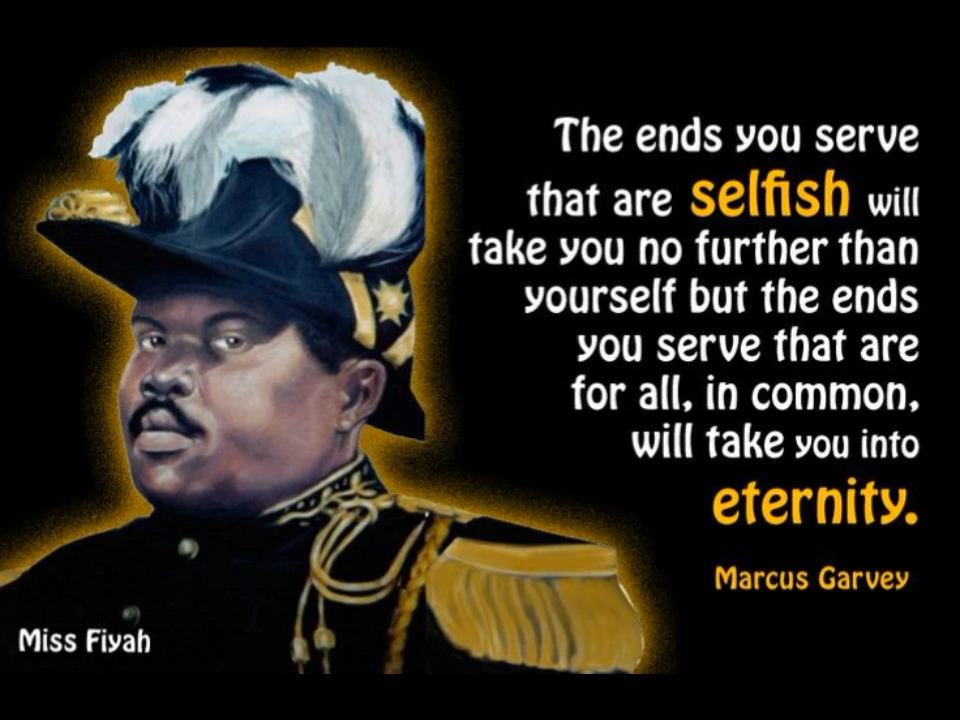 The ends you serve
that are selfish will
take you no further than
yourself but the ends
you serve that are
for all, in common,
will take you into
eternity.
Marcus Garvey
Miss Fiyah